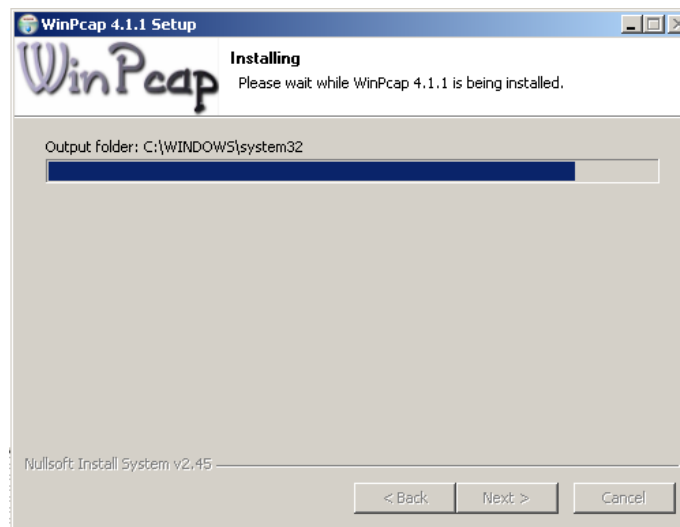 WinPcap 4.1.1 Setup
WinPcap
Installing
Please wait while WinPcap 4.1.1 is being installed.
Output folder: C:\WINDOWS\system32
Nullsoft Install System v2.45
< Back Next > Cancel